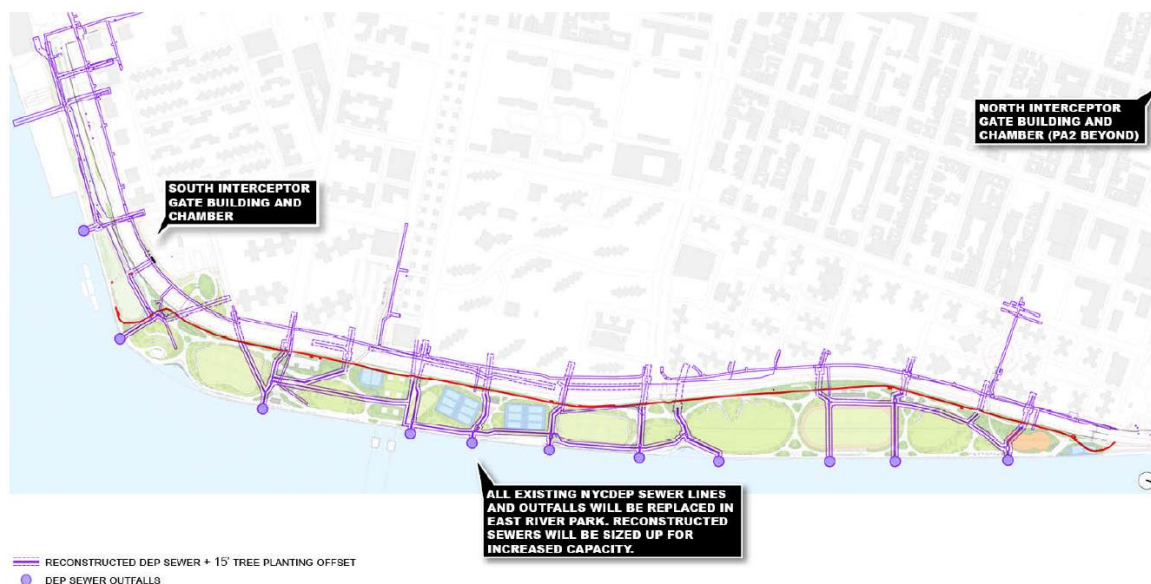 NORTH INTERCEPTOR
GATE BUILDING AND
CHAMBER (PA2 BEYOND)
SOUTH INTERCEPTOR
GATE BUILDING AND
CHAMBER
ALL EXISTING NYCDEP SEWER LINES
AND OUTFALLS WILL BE REPLACED IN
EAST RIVER PARK. RECONSTRUCTED
SEWERS WILL BE SIZED UP FOR
INCREASED CAPACITY.
RECONSTRUCTED DEP SEWER + 15' TREE PLANTING OFFSET
DEP SEWER OUTFALLS